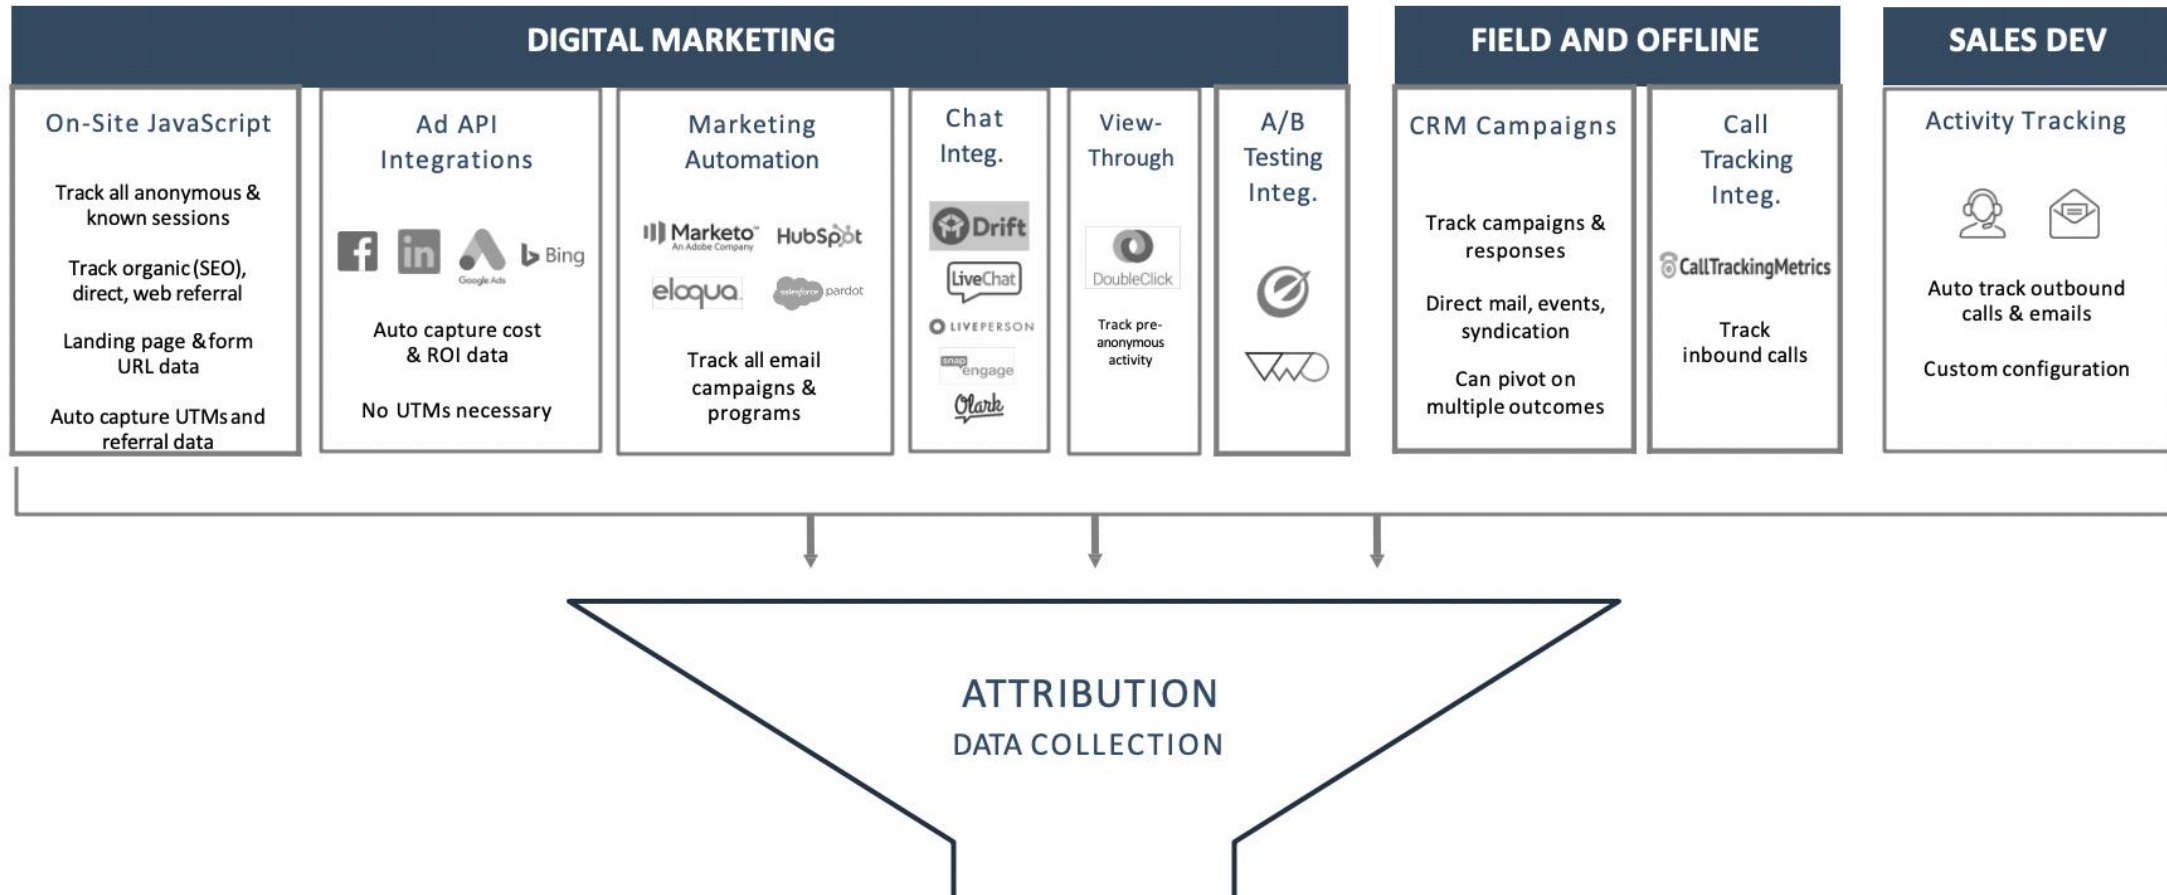 DIGITAL MARKETING
FIELD AND OFFLINE
SALES DEV
On-Site JavaScript
Track all anonymous &
known sessions
Track organic (SEO),
direct, web referral
Landing page & form
URL data
Auto capture UTMs and
referral data
Ad API
Integrations
Google Ads
Bing
Auto capture cost
& ROI data
No UTMs necessary
Marketing
Automation
Marketo™
An Adobe Company
HubSpot
eloqua
salesforce pardot
Track all email
campaigns &
programs
Chat
Integ.
Drift
LiveChat
LIVEPERSON
snap
engage
Olark
View-
Through
DoubleClick
Track pre-
anonymous
activity
A/B
Testing
Integ.
VWO
CRM Campaigns
Track campaigns &
responses
Direct mail, events,
syndication
Can pivot on
multiple outcomes
Call
Tracking
Integ.
CallTrackingMetrics
Track
inbound calls
Activity Tracking
Auto track outbound
calls & emails
Custom configuration
ATTRIBUTION
DATA COLLECTION